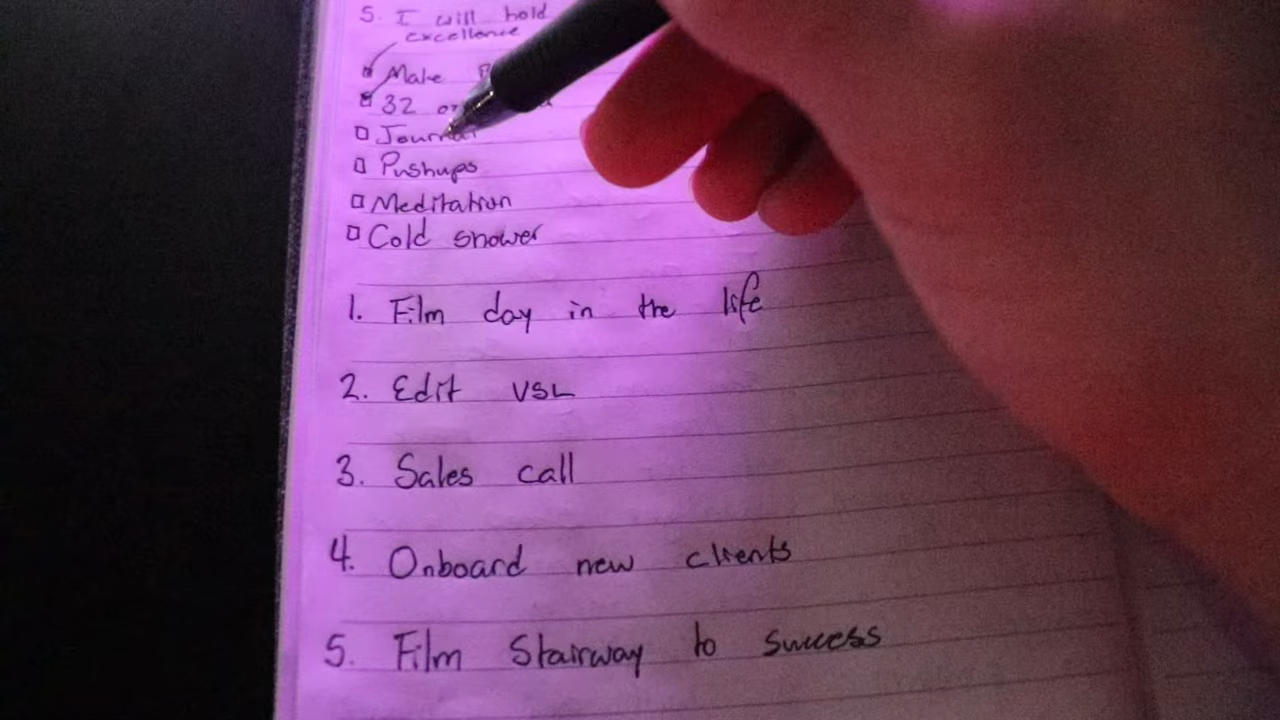 5. I will hold
excellence
Make
32
Journal
Pushups
Meditation
Cold shower
1. Film day in the life
2. Edit VSL
3. Sales call
4. Onboard new clients
5. Film Stairway to success